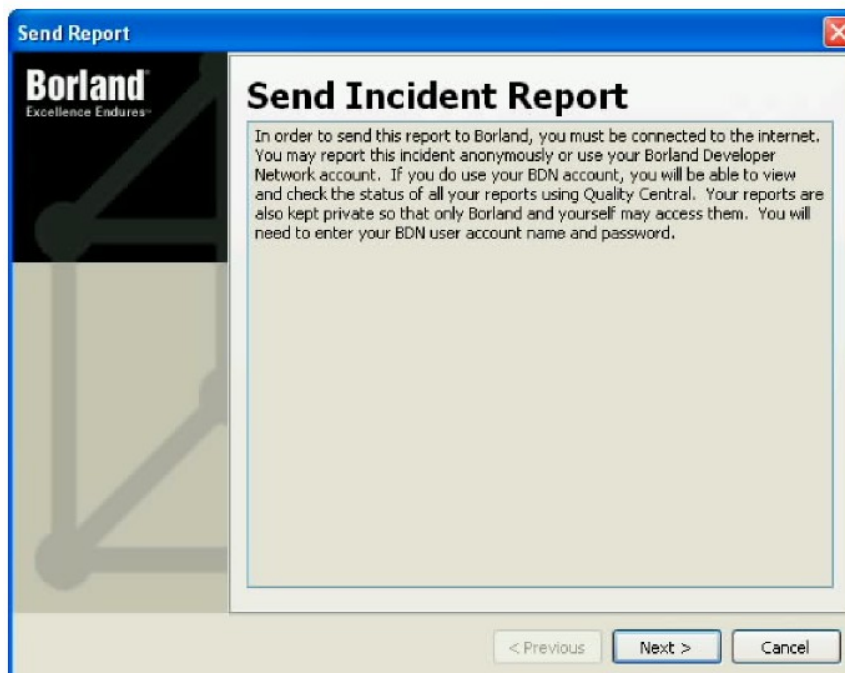 Send Report
Borland
Excellence Endures™
Send Incident Report
In order to send this report to Borland, you must be connected to the internet.
You may report this incident anonymously or use your Borland Developer
Network account.  If you do use your BDN account, you will be able to view
and check the status of all your reports using Quality Central.  Your reports are
also kept private so that only Borland and yourself may access them.  You will
need to enter your BDN user account name and password.
< Previous
Next >
Cancel